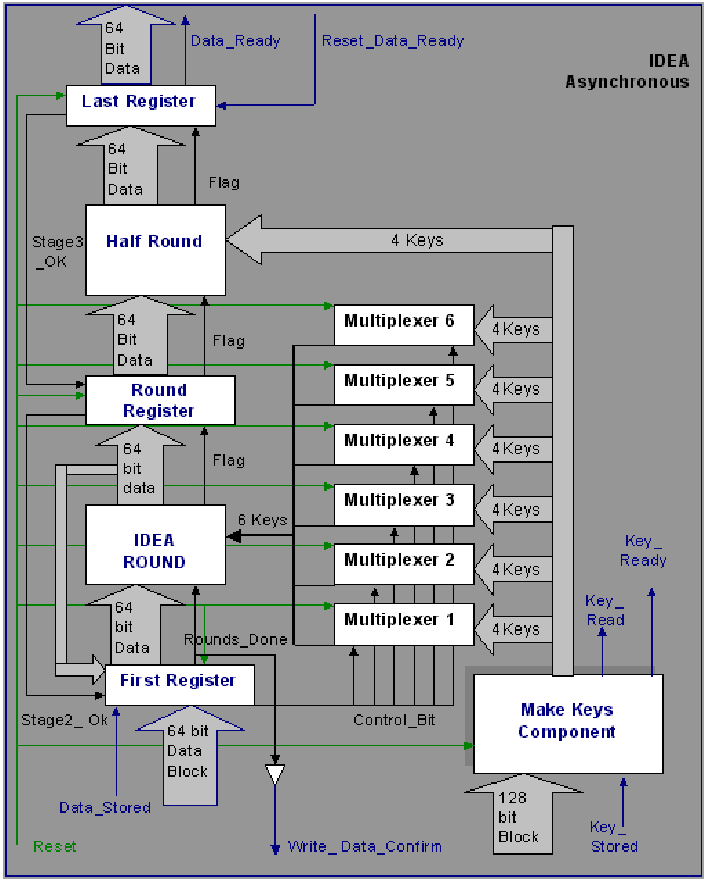 64
Bit
Data
Data_Ready
Reset_Data_Ready
IDEA
Asynchronous
Last Register
64
Bit
Data
Flag
Stage3
_OK
Half Round
4 Keys
64
Bit
Data
Flag
Multiplexer 6
4 Keys
Multiplexer 5
4 Keys
Round
Register
Multiplexer 4
4 Keys
64
bit
data
Flag
Multiplexer 3
4 Keys
6 Keys
IDEA
ROUND
Multiplexer 2
4 Keys
Key_
Ready
64
bit
Data
Multiplexer 1
4 Keys
Key_
Read
Rounds_Done
First Register
Stage2_ Ok
64 bit
Data
Block
Control_Bit
Make Keys
Component
Data_Stored
128
bit
Block
Key_
Stored
Reset
Write_ Data_Confirm